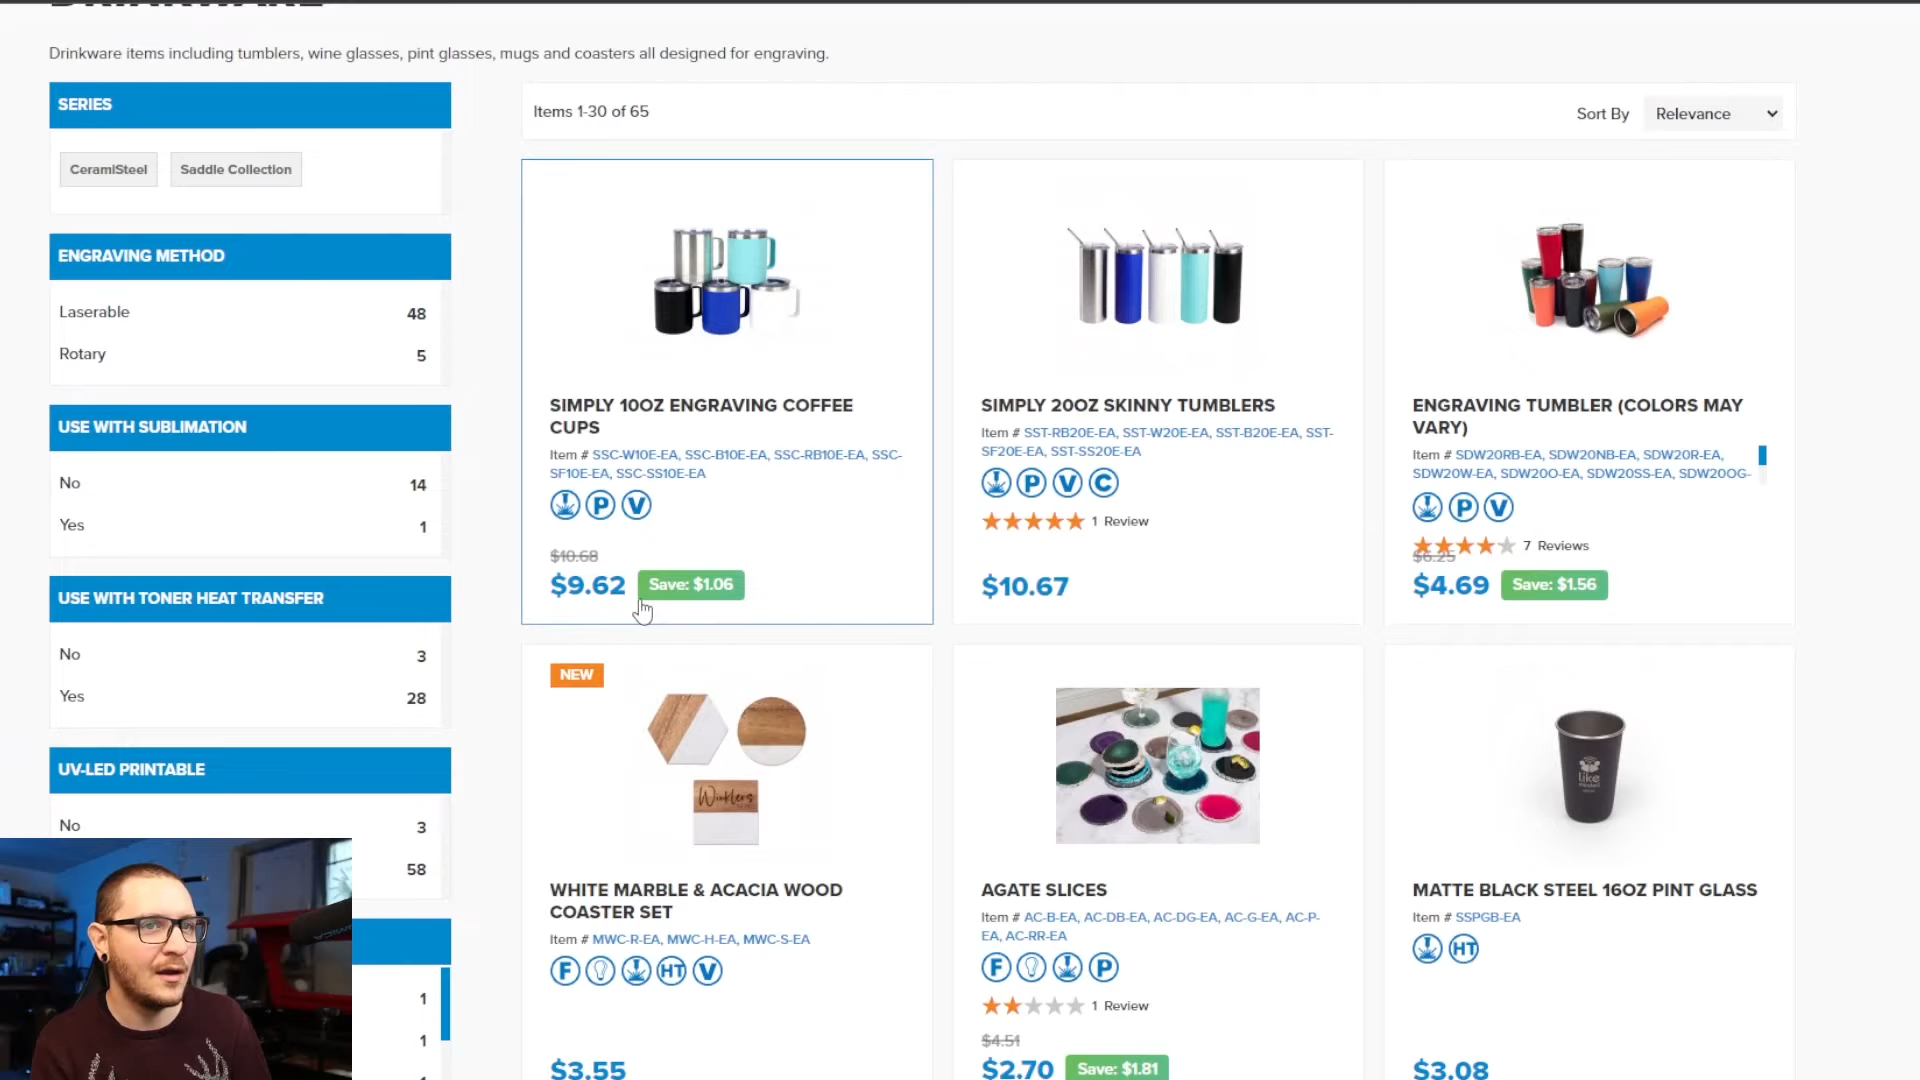 Drinkware items including tumblers, wine glasses, pint glasses, mugs and coasters all designed for engraving.
SERIES
CeramiSteel
Saddle Collection
ENGRAVING METHOD
Laserable 48
Rotary 5
USE WITH SUBLIMATION
No 14
Yes 1
USE WITH TONER HEAT TRANSFER
No 3
Yes 28
UV-LED PRINTABLE
No 3
58
1
1
Items 1-30 of 65
Sort By Relevance
SIMPLY 10OZ ENGRAVING COFFEE
CUPS
Item # SSC-W10E-EA, SSC-B10E-EA, SSC-RB10E-EA, SSC-
SF10E-EA, SSC-SS10E-EA
P V
$10.68
$9.62 Save: $1.06
SIMPLY 20OZ SKINNY TUMBLERS
Item # SST-RB20E-EA, SST-W20E-EA, SST-B20E-EA, SST-
SF20E-EA, SST-SS20E-EA
P V C
1 Review
$10.67
ENGRAVING TUMBLER (COLORS MAY
VARY)
Item # SDW20RB-EA, SDW20NB-EA, SDW20R-EA,
SDW20W-EA, SDW20O-EA, SDW20SS-EA, SDW20OG-
P V
7 Reviews
$6.25
$4.69 Save: $1.56
NEW
Winklers
WHITE MARBLE & ACACIA WOOD
COASTER SET
Item # MWC-R-EA, MWC-H-EA, MWC-S-EA
F HT V
$3.55
AGATE SLICES
Item # AC-B-EA, AC-DB-EA, AC-DG-EA, AC-G-EA, AC-P-
EA, AC-RR-EA
F P
1 Review
$4.51
$2.70 Save: $1.81
like
MATTE BLACK STEEL 16OZ PINT GLASS
Item # SSPGB-EA
HT
$3.08